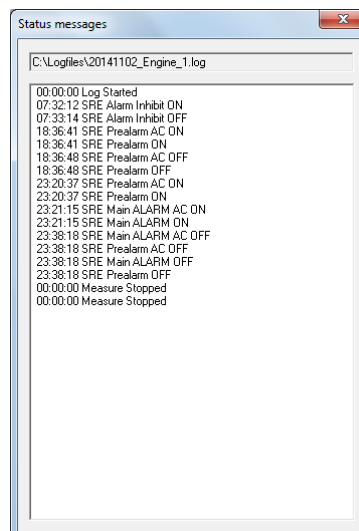 Status messages
C:\Logfiles\20141102_Engine_1.log
00:00:00 Log Started
07:32:12 SRE Alarm Inhibit ON
07:33:14 SRE Alarm Inhibit OFF
18:36:41 SRE Prealarm AC ON
18:36:41 SRE Prealarm ON
18:36:48 SRE Prealarm AC OFF
18:36:48 SRE Prealarm OFF
23:20:37 SRE Prealarm AC ON
23:20:37 SRE Prealarm ON
23:21:15 SRE Main ALARM AC ON
23:21:15 SRE Main ALARM ON
23:38:18 SRE Main ALARM AC OFF
23:38:18 SRE Prealarm AC OFF
23:38:18 SRE Main ALARM OFF
23:38:18 SRE Prealarm OFF
00:00:00 Measure Stopped
00:00:00 Measure Stopped